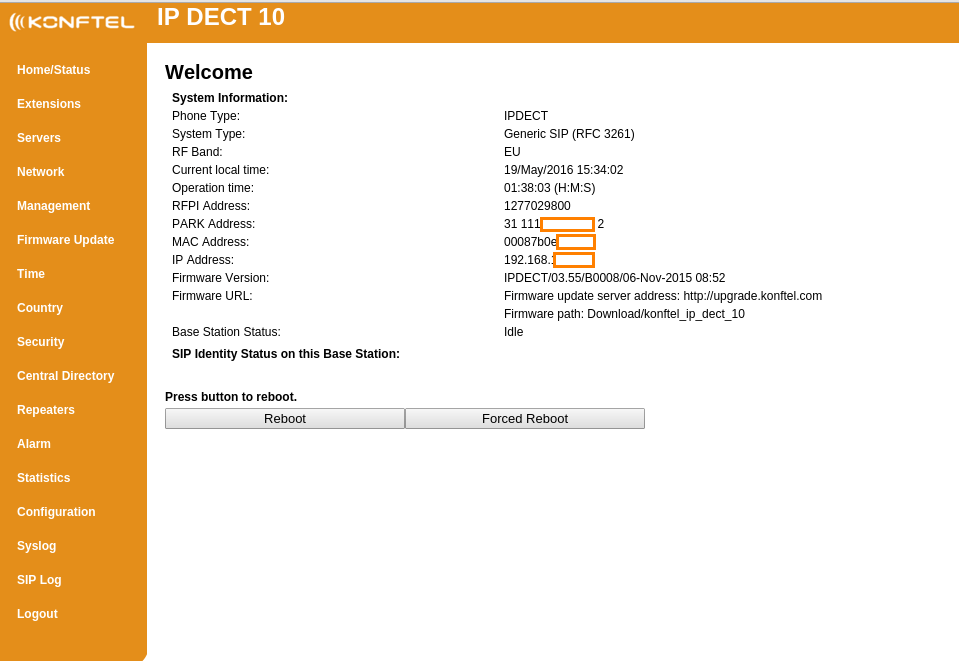 KONFTEL
IP DECT 10
Home/Status
Extensions
Servers
Network
Management
Firmware Update
Time
Country
Security
Central Directory
Repeaters
Alarm
Statistics
Configuration
Syslog
SIP Log
Logout
Welcome
System Information:
Phone Type: IPDECT
System Type: Generic SIP (RFC 3261)
RF Band: EU
Current local time: 19/May/2016 15:34:02
Operation time: 01:38:03 (H:M:S)
RFPI Address: 1277029800
PARK Address: 31 111 2
MAC Address: 00087b0e
IP Address: 192.168.
Firmware Version: IPDECT/03.55/B0008/06-Nov-2015 08:52
Firmware URL: Firmware update server address: http://upgrade.konftel.com
Firmware path: Download/konftel_ip_dect_10
Base Station Status: Idle
SIP Identity Status on this Base Station:
Press button to reboot.
Reboot Forced Reboot